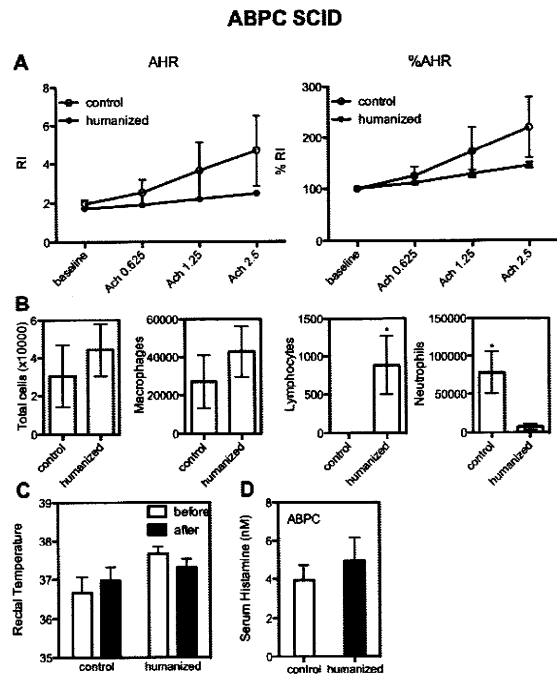 ABPC SCID
A
AHR
%AHR
8
6
4
2
0
RI
control
humanized
baseline
Ach 0.625
Ach 1.25
Ach 2.5
300
200
100
0
% RI
control
humanized
baseline
Ach 0.625
Ach 1.25
Ach 2.5
B
6
4
2
0
Total cells (x10000)
control
humanized
60000
40000
20000
0
Macrophages
control
humanized
1500
1000
500
0
Lymphocytes
*
control
humanized
150000
100000
50000
0
Neutrophils
*
control
humanized
C
39
38
37
36
35
Rectal Temperature
before
after
control
humanized
D
8
6
4
2
0
Serum Histamine (nM)
ABPC
control
humanized